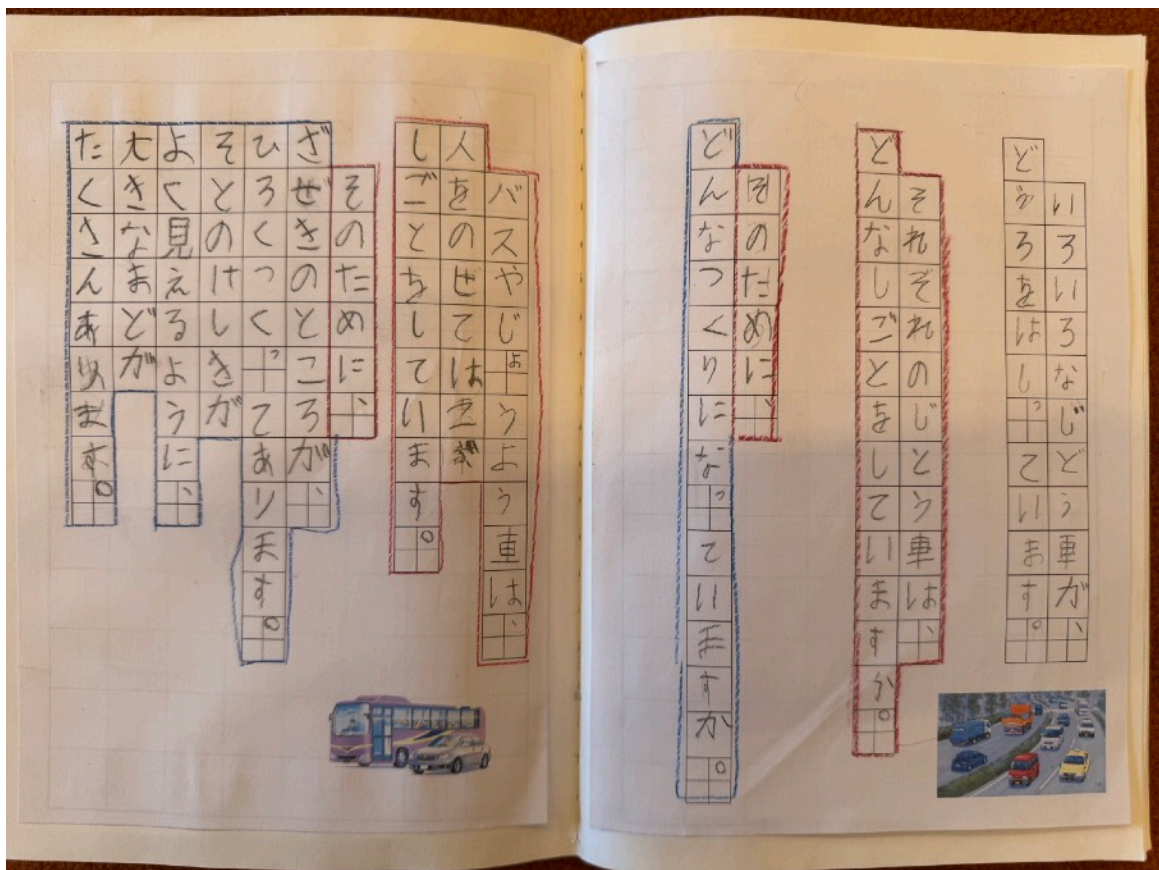 いろいろなじどう車が、
どうろをはしっています。
それぞれのじとう車は、
どんなしごとをしていますか。
そのために、
どんなつくりになっていますか。
バスやじょうよう車は、
人をのせてはこぶ
しごとをしています。
そのために、
ざぜきのところが、
ひろくつくってあります。
そとのけしきが
よく見えるように、
大きなまどが
たくさんあります。